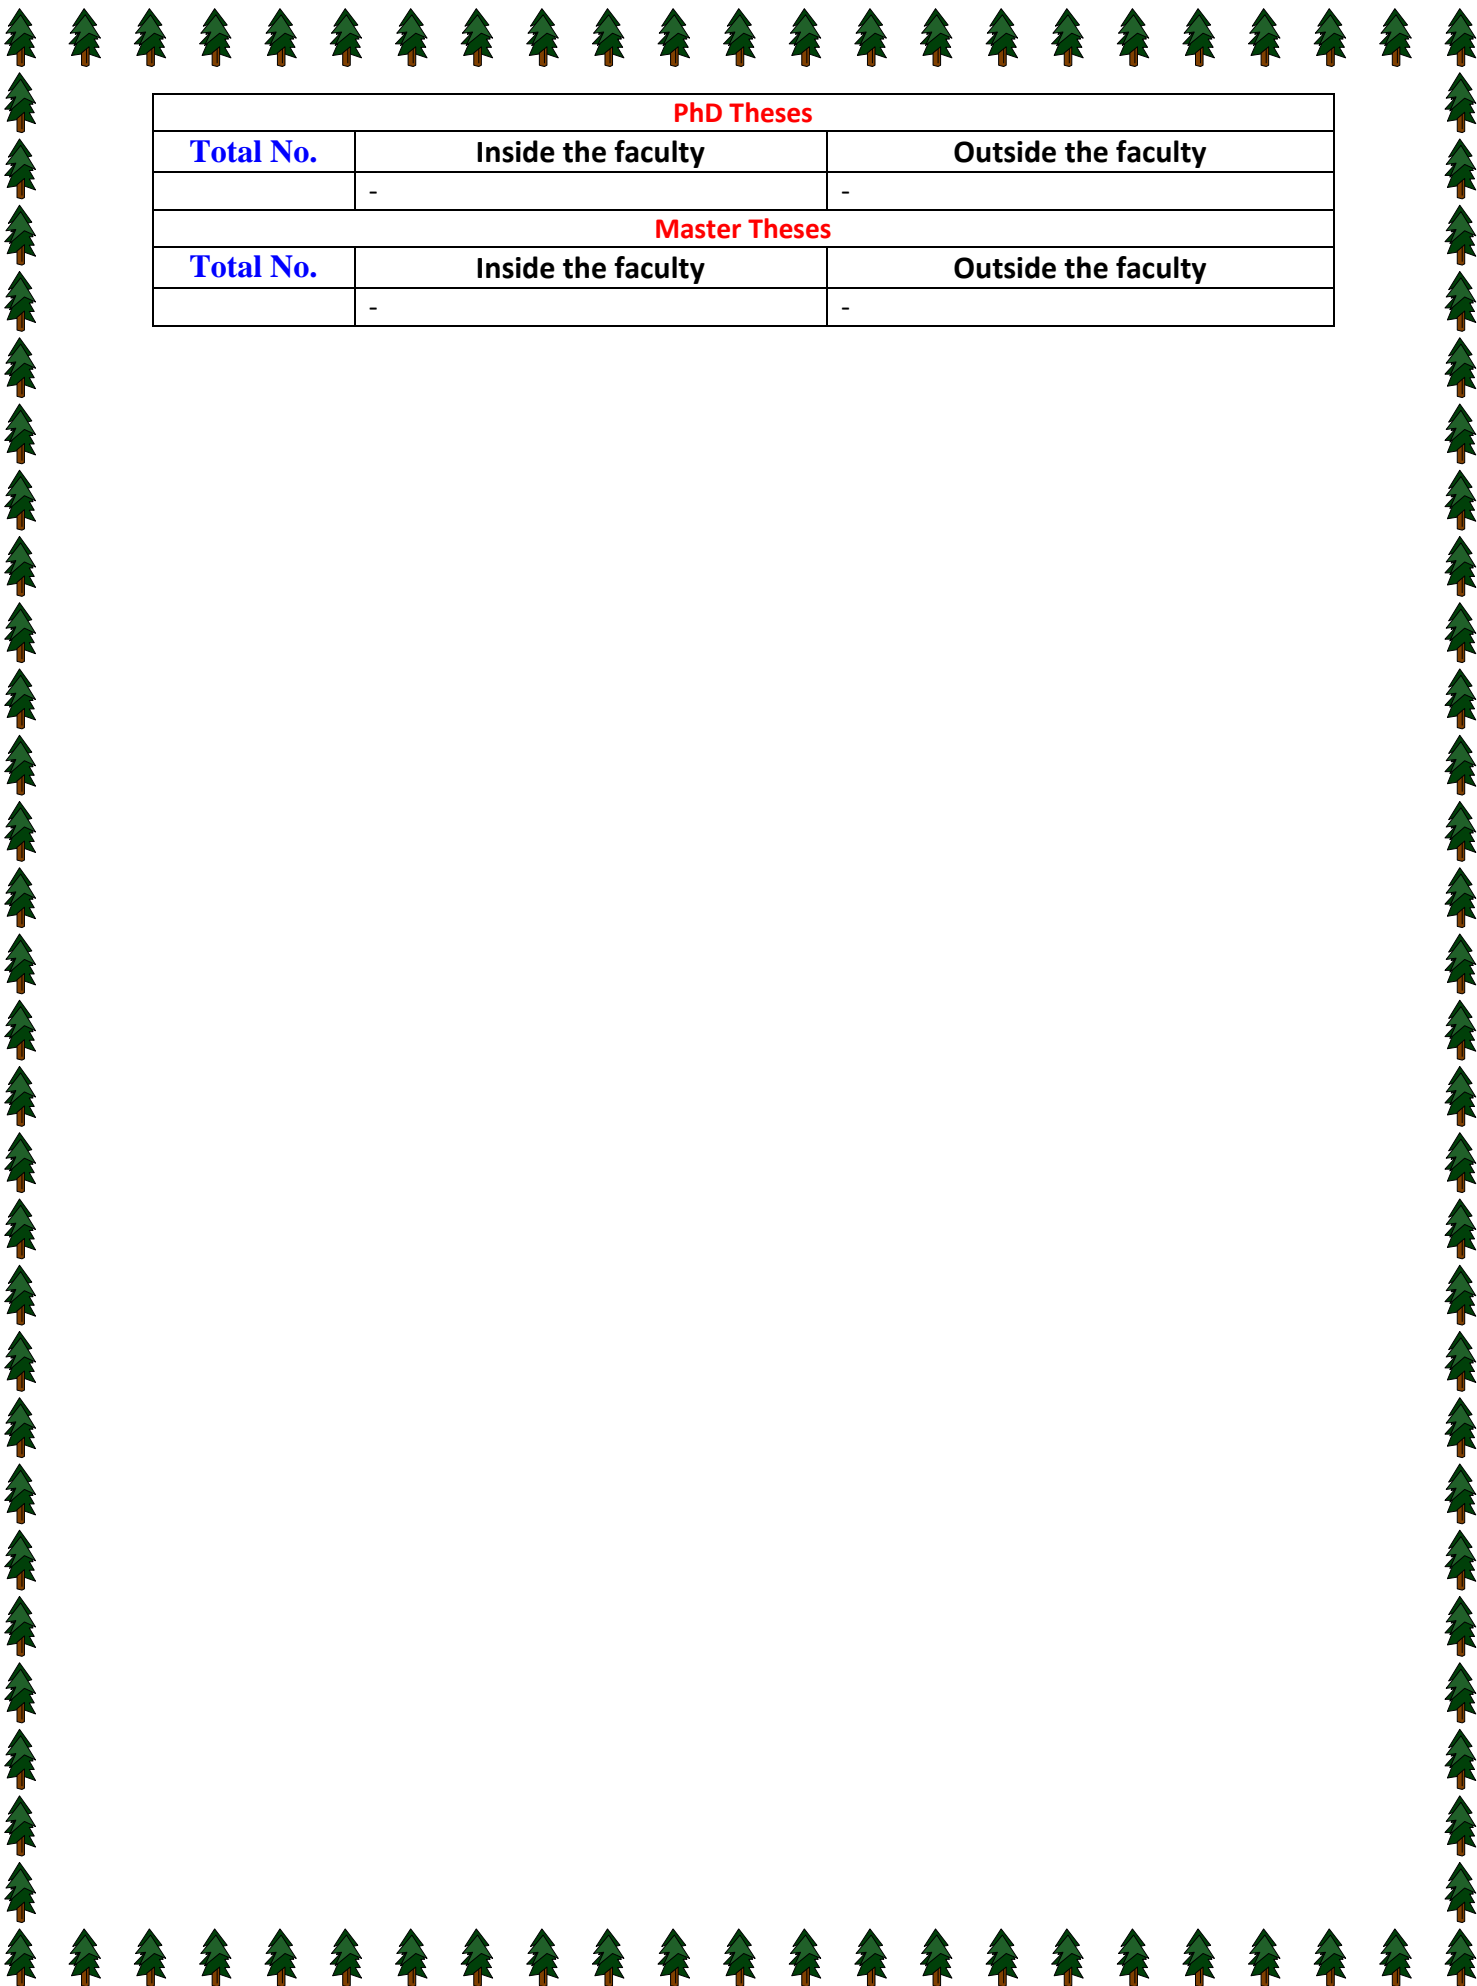 PhD Theses
Total No. Inside the faculty Outside the faculty
- -
Master Theses
Total No. Inside the faculty Outside the faculty
- -